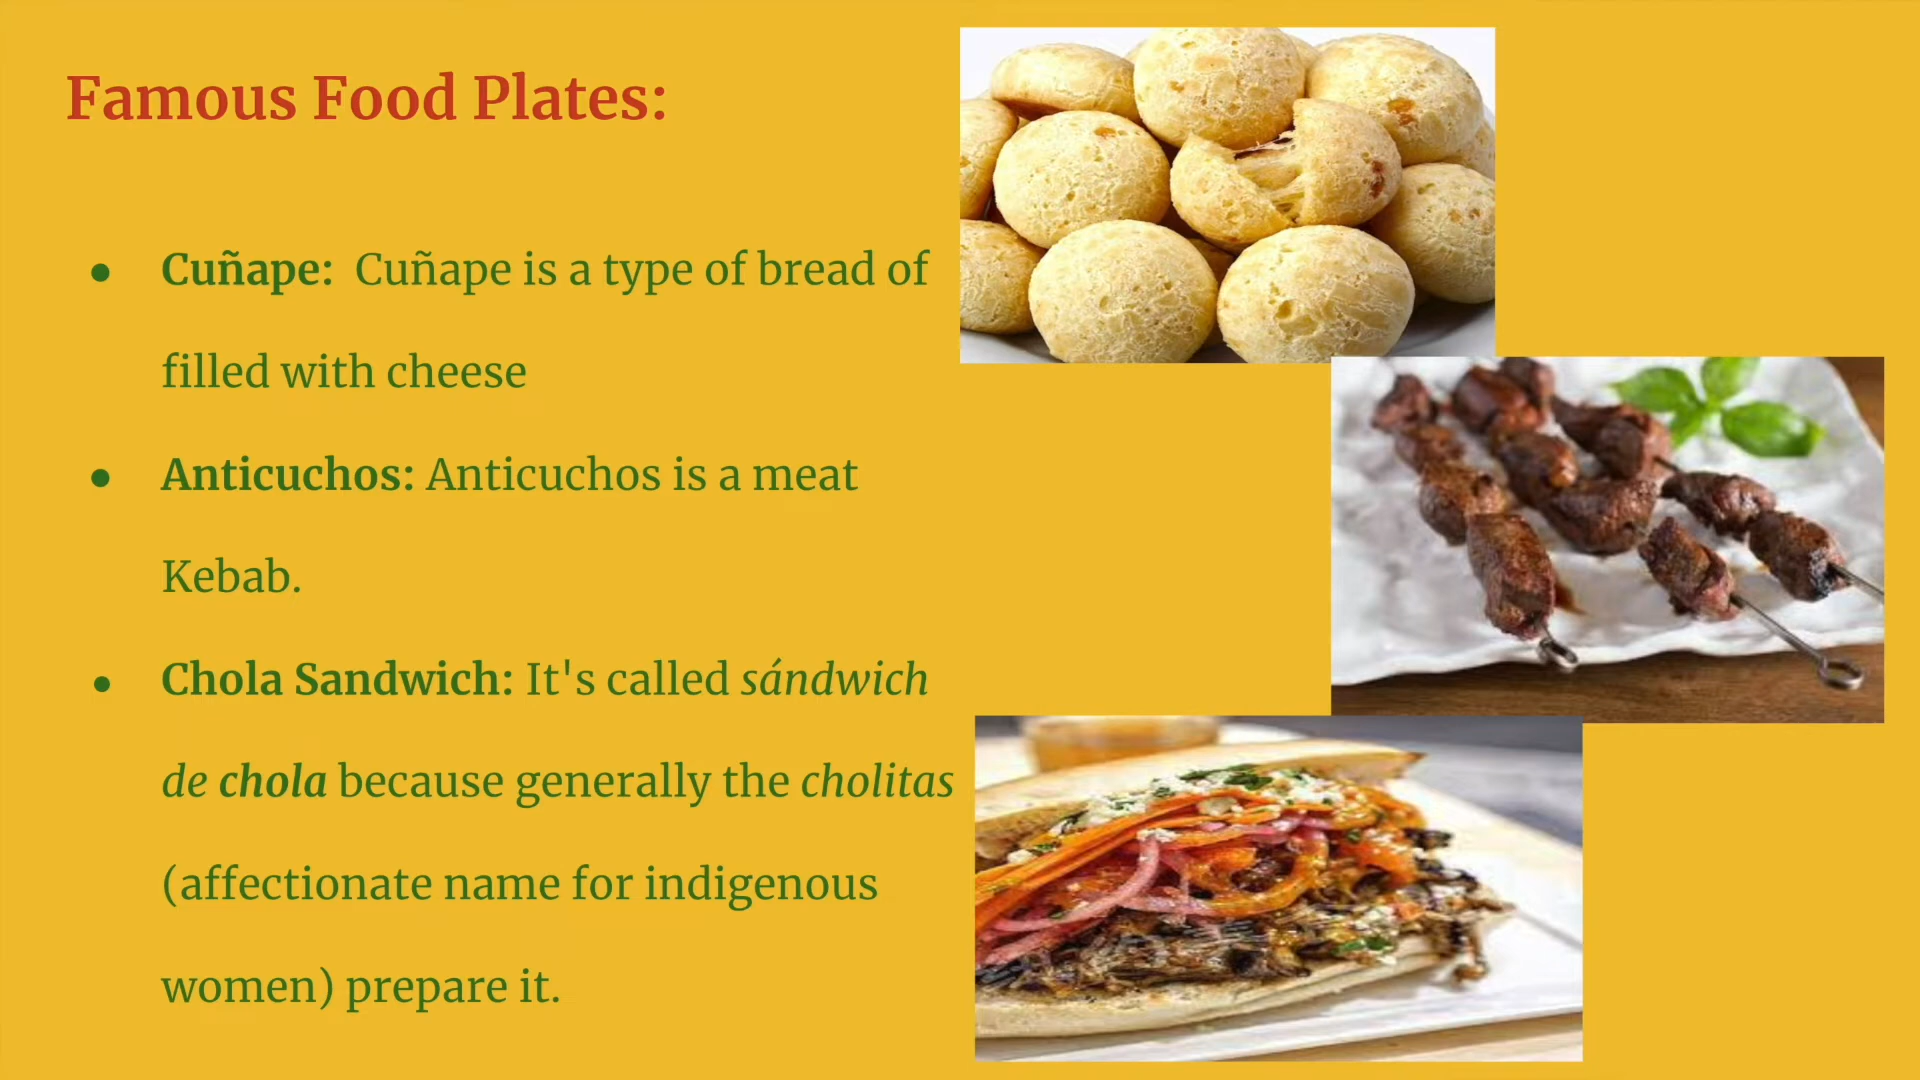 Famous Food Plates:
● Cuñape: Cuñape is a type of bread of
filled with cheese
● Anticuchos: Anticuchos is a meat
Kebab.
● Chola Sandwich: It's called sándwich
de chola because generally the cholitas
(affectionate name for indigenous
women) prepare it.